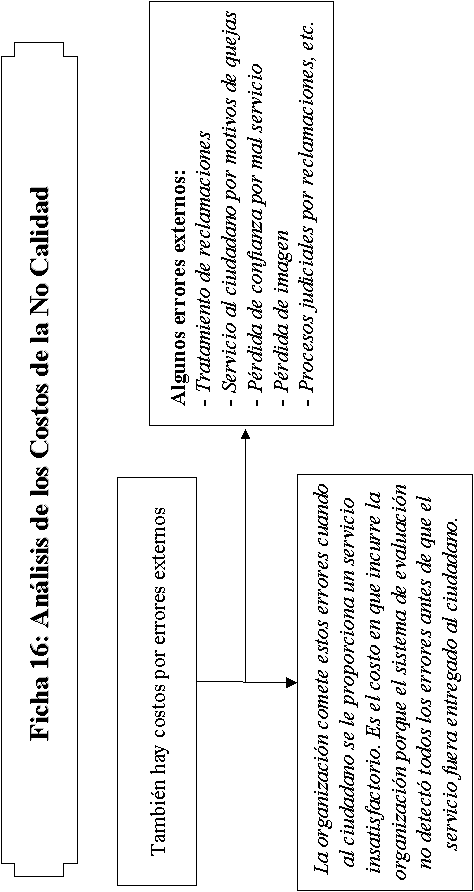 Ficha 16: Análisis de los Costos de la No Calidad
También hay costos por errores externos
Algunos errores externos:
- Tratamiento de reclamaciones
- Servicio al ciudadano por motivos de quejas
- Pérdida de confianza por mal servicio
- Pérdida de imagen
- Procesos judiciales por reclamaciones, etc.
La organización comete estos errores cuando
al ciudadano se le proporciona un servicio
insatisfactorio. Es el costo en que incurre la
organización porque el sistema de evaluación
no detectó todos los errores antes de que el
servicio fuera entregado al ciudadano.